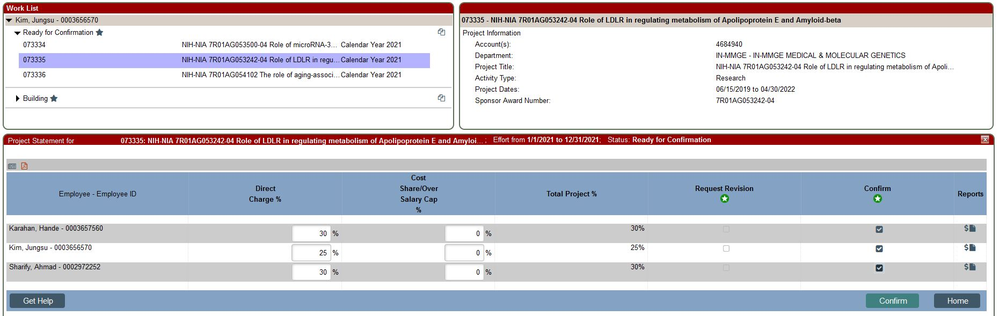 Work List
Kim, Jungsu - 0003656570
Ready for Confirmation
073334 NIH-NIA 7R01AG053500-04 Role of microRNA-3... Calendar Year 2021
073335 NIH-NIA 7R01AG053242-04 Role of LDLR in regu... Calendar Year 2021
073336 NIH-NIA 7R01AG054102 The role of aging-associ... Calendar Year 2021
Building
073335 - NIH-NIA 7R01AG053242-04 Role of LDLR in regulating metabolism of Apolipoprotein E and Amyloid-beta
Project Information
Account(s): 4684940
Department: IN-MMGE - IN-MMGE MEDICAL & MOLECULAR GENETICS
Project Title: NIH-NIA 7R01AG053242-04 Role of LDLR in regulating metabolism of Apoli...
Activity Type: Research
Project Dates: 06/15/2019 to 04/30/2022
Sponsor Award Number: 7R01AG053242-04
Project Statement for 073335: NIH-NIA 7R01AG053242-04 Role of LDLR in regulating metabolism of Apolipoprotein E and Amyloi... ; Effort from 1/1/2021 to 12/31/2021; Status: Ready for Confirmation
Employee - Employee ID
Direct
Charge %
Cost
Share/Over
Salary Cap
%
Total Project %
Request Revision
Confirm
Reports
Karahan, Hande - 0003657560 30 % 0 % 30% $
Kim, Jungsu - 0003656570 25 % 0 % 25% $
Sharify, Ahmad - 0002972252 30 % 0 % 30% $
Get Help Confirm Home